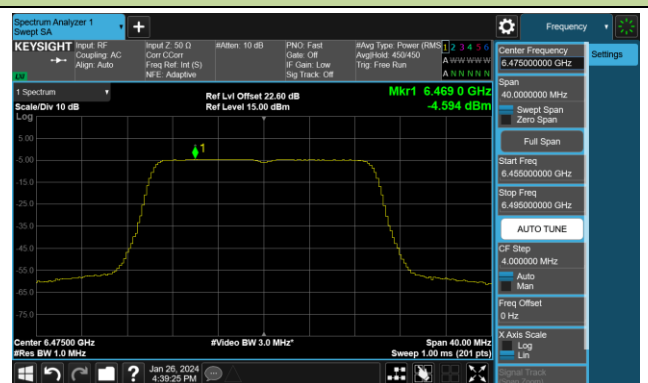 Spectrum Analyzer 1
Swept SA
Frequency
KEYSIGHT
Input: RF
Coupling: AC
Align: Auto
Input Z: 50 Ω
Corr CCorr
Freq Ref: Int (S)
NFE: Adaptive
#Atten: 10 dB
PNO: Fast
Gate: Off
IF Gain: Low
Sig Track: Off
#Avg Type: Power (RMS
Avg|Hold: 450/450
Trig: Free Run
1 2 3 4 5 6
A W W W W W
A N N N N N
LW
1 Spectrum
Scale/Div 10 dB
Log
Ref Lvl Offset 22.60 dB
Ref Level 15.00 dBm
Mkr1 6.469 0 GHz
-4.594 dBm
1
5.00
-5.00
-15.0
-25.0
-35.0
-45.0
-55.0
-65.0
-75.0
Center 6.47500 GHz
#Res BW 1.0 MHz
#Video BW 3.0 MHz*
Span 40.00 MHz
Sweep 1.00 ms (201 pts)
Jan 26, 2024
4:39:25 PM
Center Frequency
6.475000000 GHz
Settings
Span
40.0000000 MHz
Swept Span
Zero Span
Full Span
Start Freq
6.455000000 GHz
Stop Freq
6.495000000 GHz
AUTO TUNE
CF Step
4.000000 MHz
Auto
Man
Freq Offset
0 Hz
X Axis Scale
Log
Lin
Signal Track